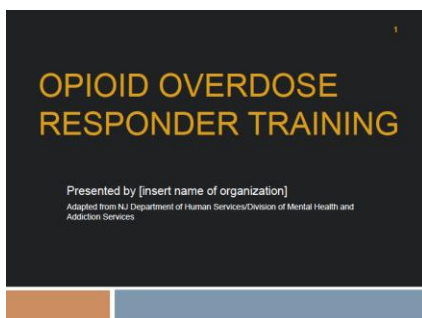 1
OPIOID OVERDOSE
RESPONDER TRAINING
Presented by [insert name of organization]
Adapted from NJ Department of Human Services/Division of Mental Health and
Addiction Services